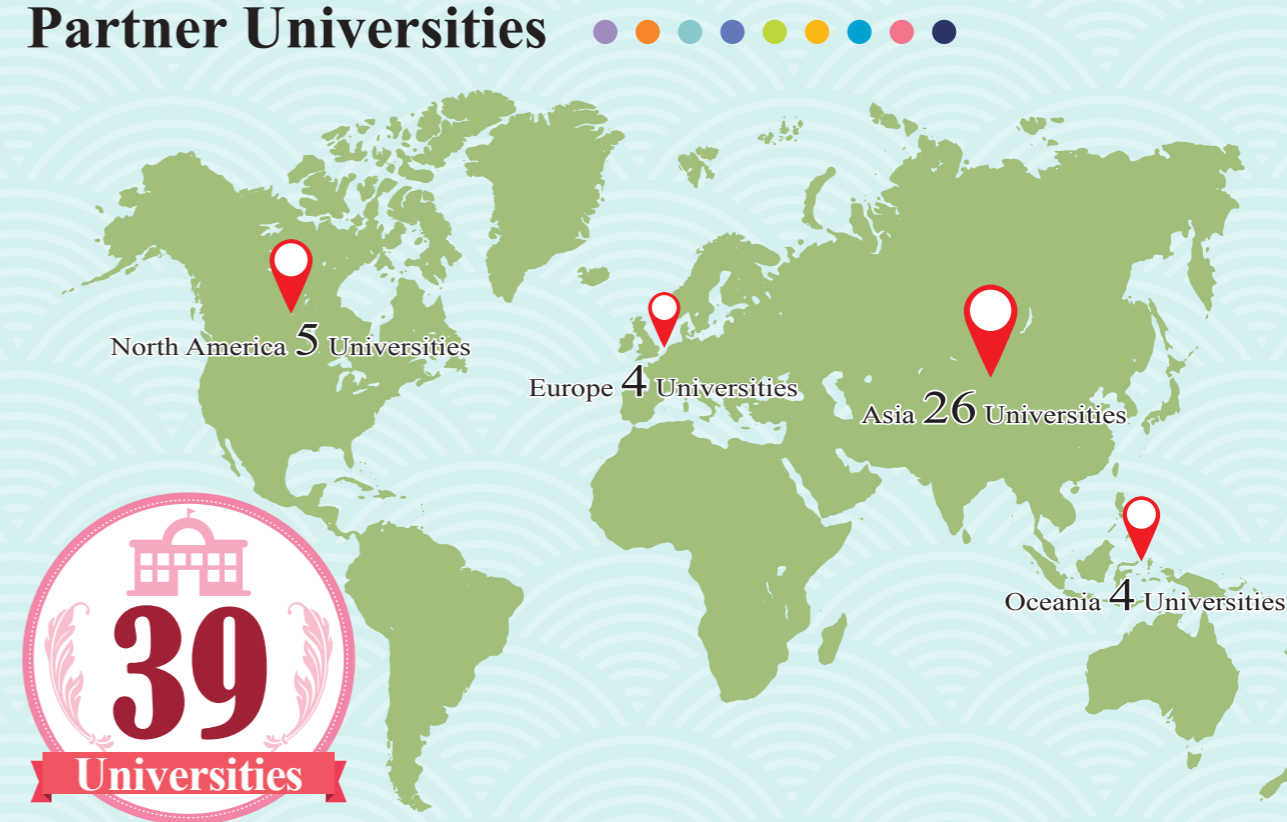 Partner Universities
North America 5 Universities
Europe 4 Universities
Asia 26 Universities
Oceania 4 Universities
39
Universities